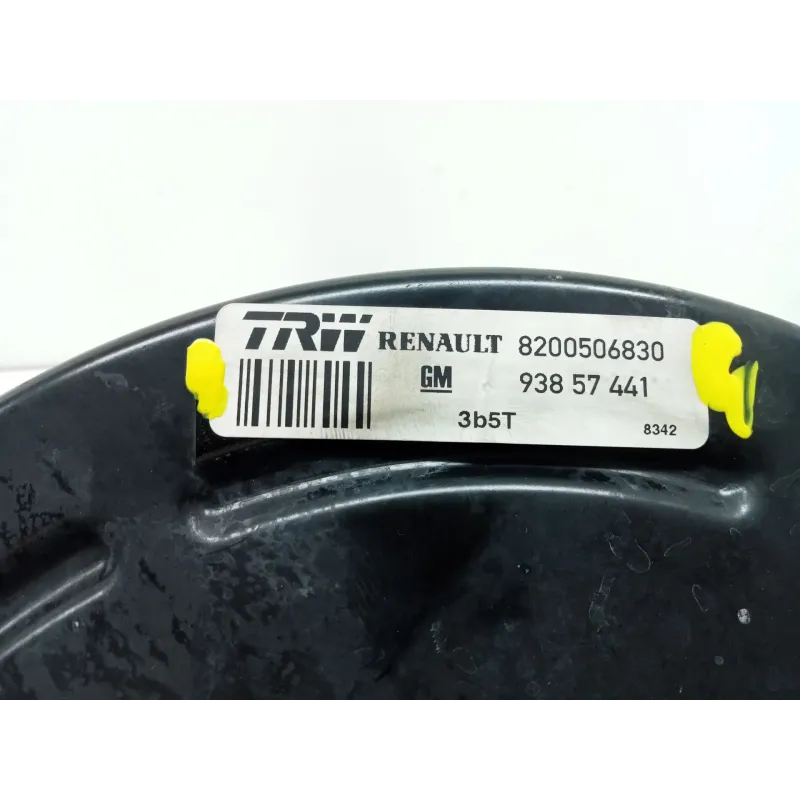 TRW RENAULT 8200506830
GM 938 57 441
3b5T 8342